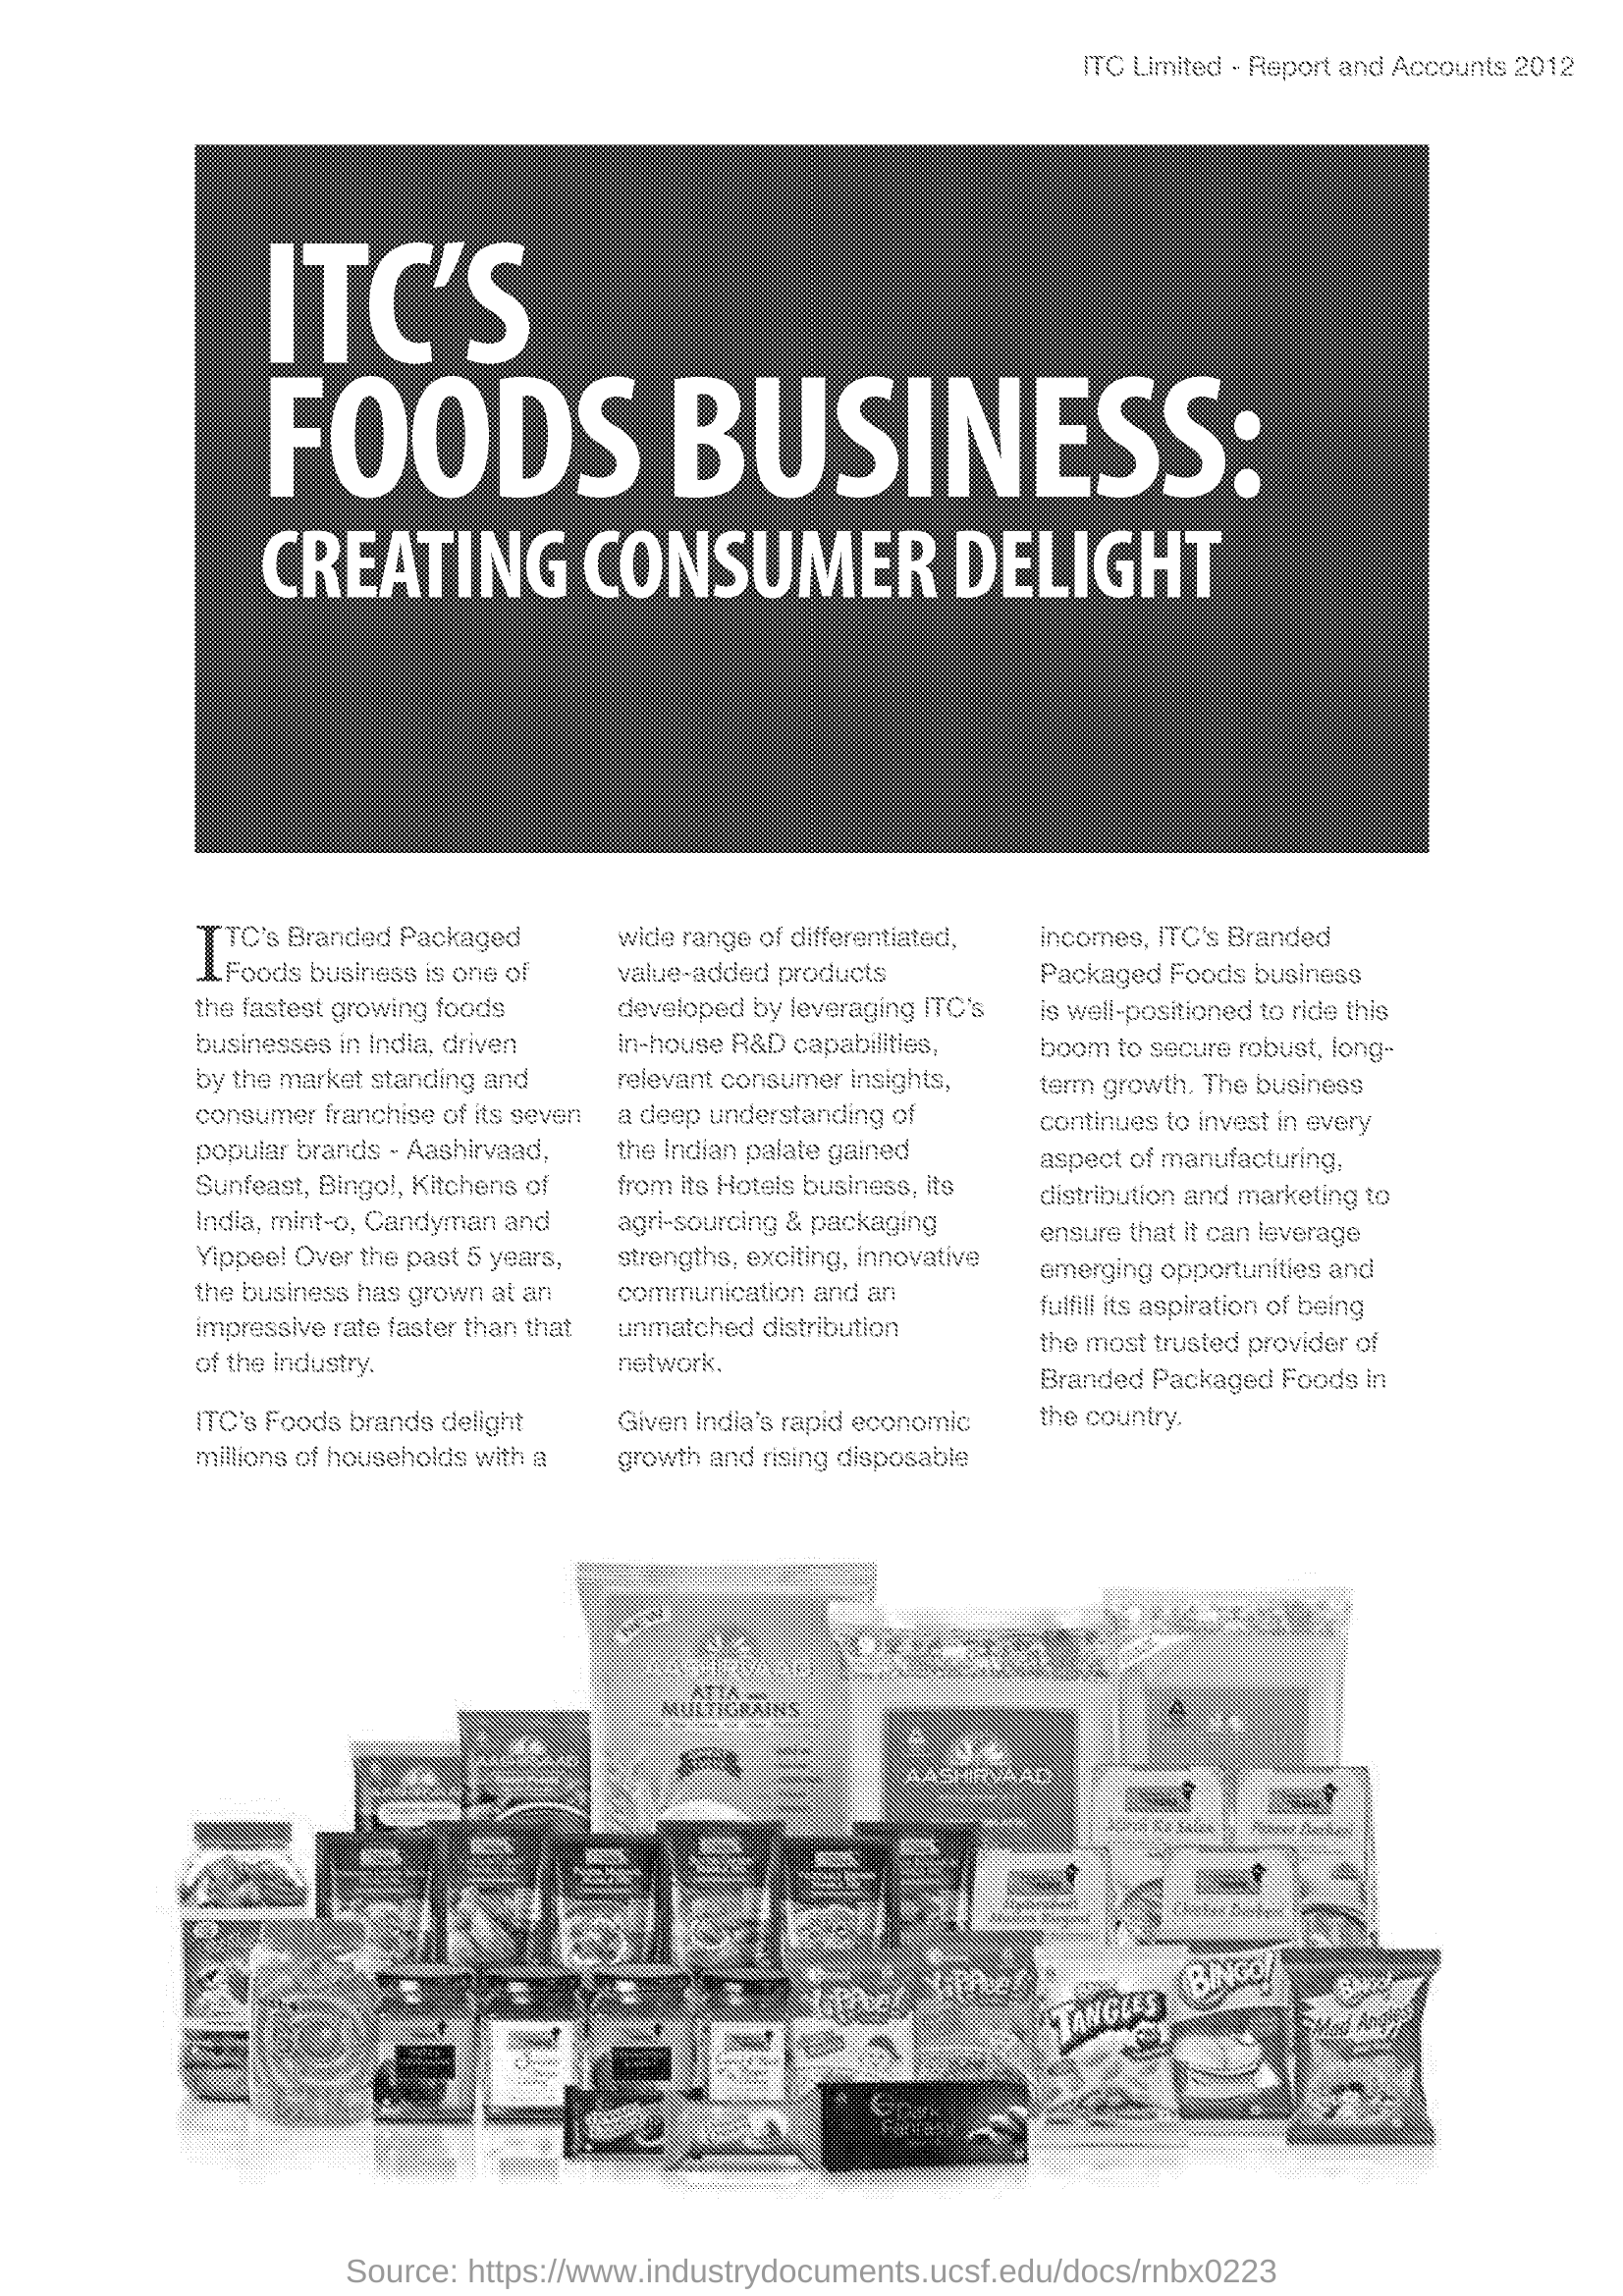 ITC Limited - Report and Accounts 2012
ITC'S
FOODS BUSINESS:
CREATING CONSUMER DELIGHT
ITC's Branded Packaged
Foods business is one of
the fastest growing foods
businesses in India, driven
by the market standing and
consumer franchise of its seven
popular brands - Aashirvaad,
Sunfeast, Bingo!, Kitchens of
India, mint-o, Candyman and
Yippee! Over the past 5 years,
the business has grown at an
impressive rate faster than that
of the industry.
ITC's Foods brands delight
millions of households with a
wide range of differentiated,
value-added products
developed by leveraging ITC's
in-house R&D capabilities,
relevant consumer insights,
a deep understanding of
the Indian palate gained
from its Hotels business, its
agri-sourcing & packaging
strengths, exciting, innovative
communication and an
unmatched distribution
network.
Given India's rapid economic
growth and rising disposable
incomes, ITC's Branded
Packaged Foods business
is well-positioned to ride this
boom to secure robust, long-
term growth. The business
continues to invest in every
aspect of manufacturing,
distribution and marketing to
ensure that it can leverage
emerging opportunities and
fulfill its aspiration of being
the most trusted provider of
Branded Packaged Foods in
the country.
NEW
AASHIRVAAD
ATTA
MULTIGRAINS
AASHIRVAAD
Yippee!
Yippee!
TANGLES
BINGO!
BINGO!
Mad Angles
Dark
Fantasy
Source: https://www.industrydocuments.ucsf.edu/docs/rnbx0223